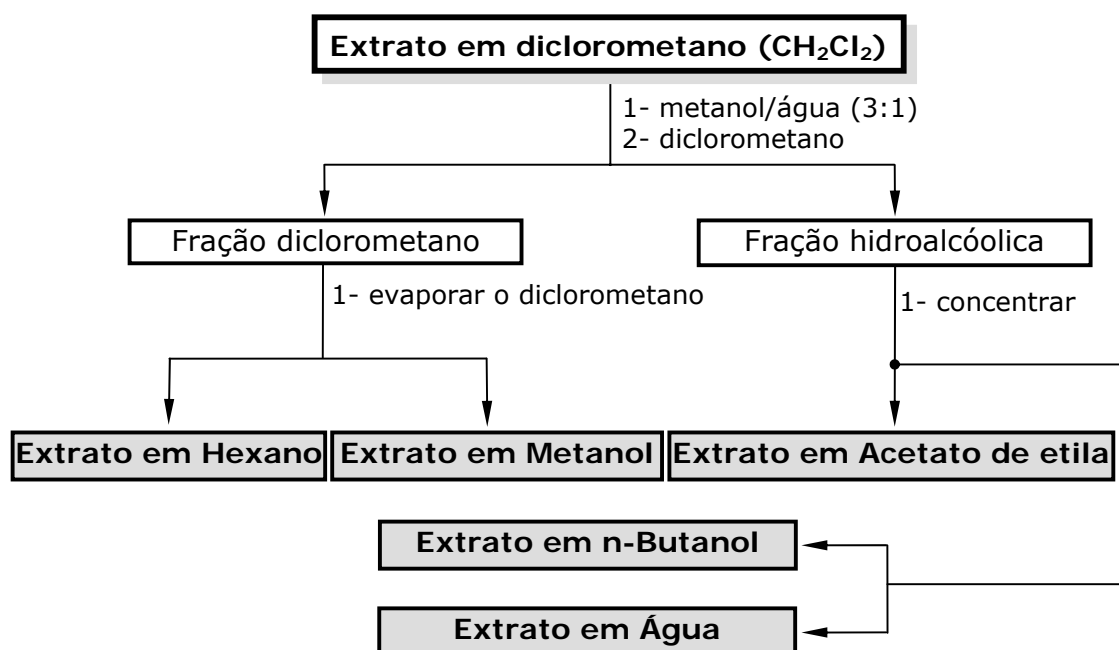 Extrato em diclorometano (CH₂Cl₂)
1- metanol/água (3:1)
2- diclorometano
Fração diclorometano
Fração hidroalcóolica
1- evaporar o diclorometano
1- concentrar
Extrato em Hexano
Extrato em Metanol
Extrato em Acetato de etila
Extrato em n-Butanol
Extrato em Água